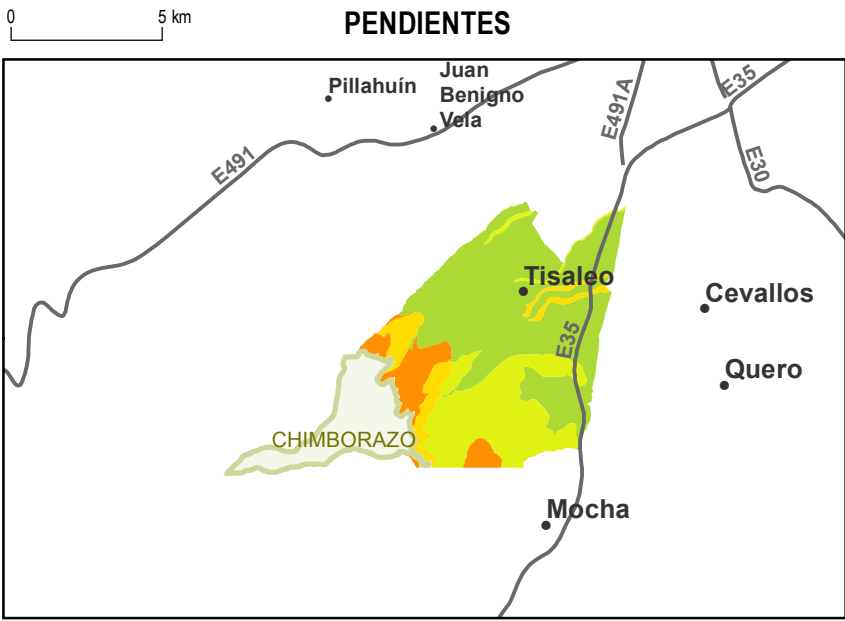 0 5 km
PENDIENTES
Pillahuín
Juan
Benigno
Vela
E491A
E35
E491
E30
Tisaleo
Cevallos
E35
Quero
CHIMBORAZO
Mocha